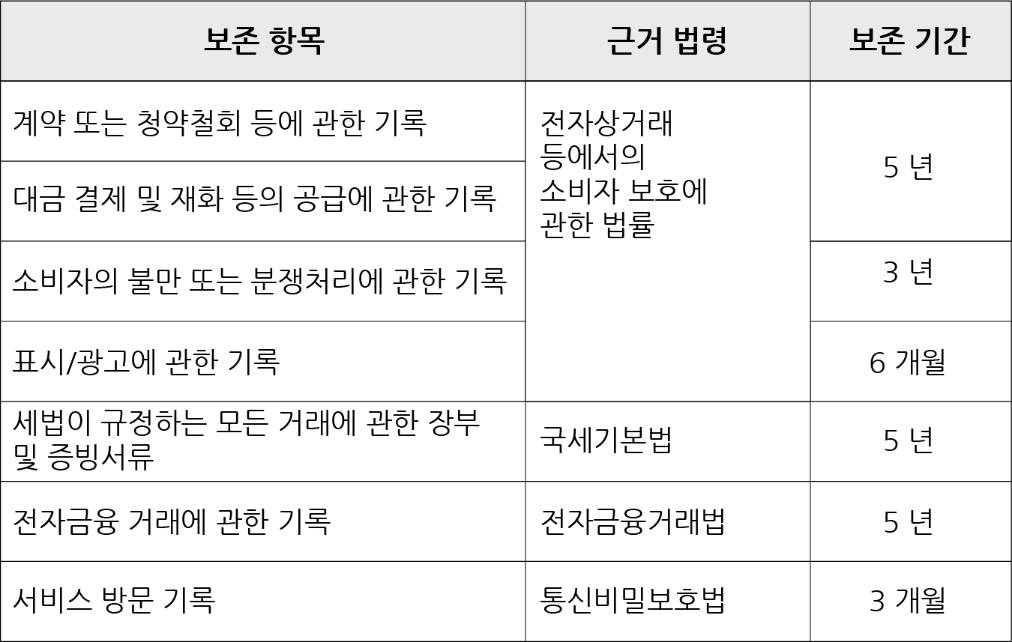 보존 항목
근거 법령
보존 기간
계약 또는 청약철회 등에 관한 기록
전자상거래
등에서의
소비자 보호에
관한 법률
5 년
대금 결제 및 재화 등의 공급에 관한 기록
소비자의 불만 또는 분쟁처리에 관한 기록
3 년
표시/광고에 관한 기록
6 개월
세법이 규정하는 모든 거래에 관한 장부
및 증빙서류
국세기본법
5 년
전자금융 거래에 관한 기록
전자금융거래법
5 년
서비스 방문 기록
통신비밀보호법
3 개월